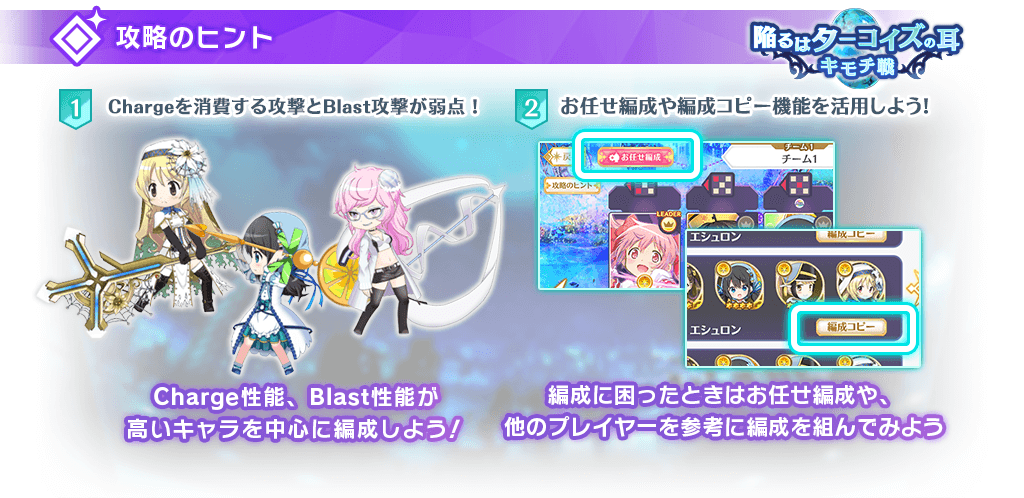 攻略のヒント
陥るはターコイズの耳
キモチ戦
1
Chargeを消費する攻撃とBlast攻撃が弱点！
2
お任せ編成や編成コピー機能を活用しよう!
お任せ編成
チーム1
チーム1
攻略のヒント
LEADER
エシュロン
編成コピー
エシュロン
編成コピー
Charge性能、Blast性能が
高いキャラを中心に編成しよう!
編成に困ったときはお任せ編成や、
他のプレイヤーを参考に編成を組んでみよう